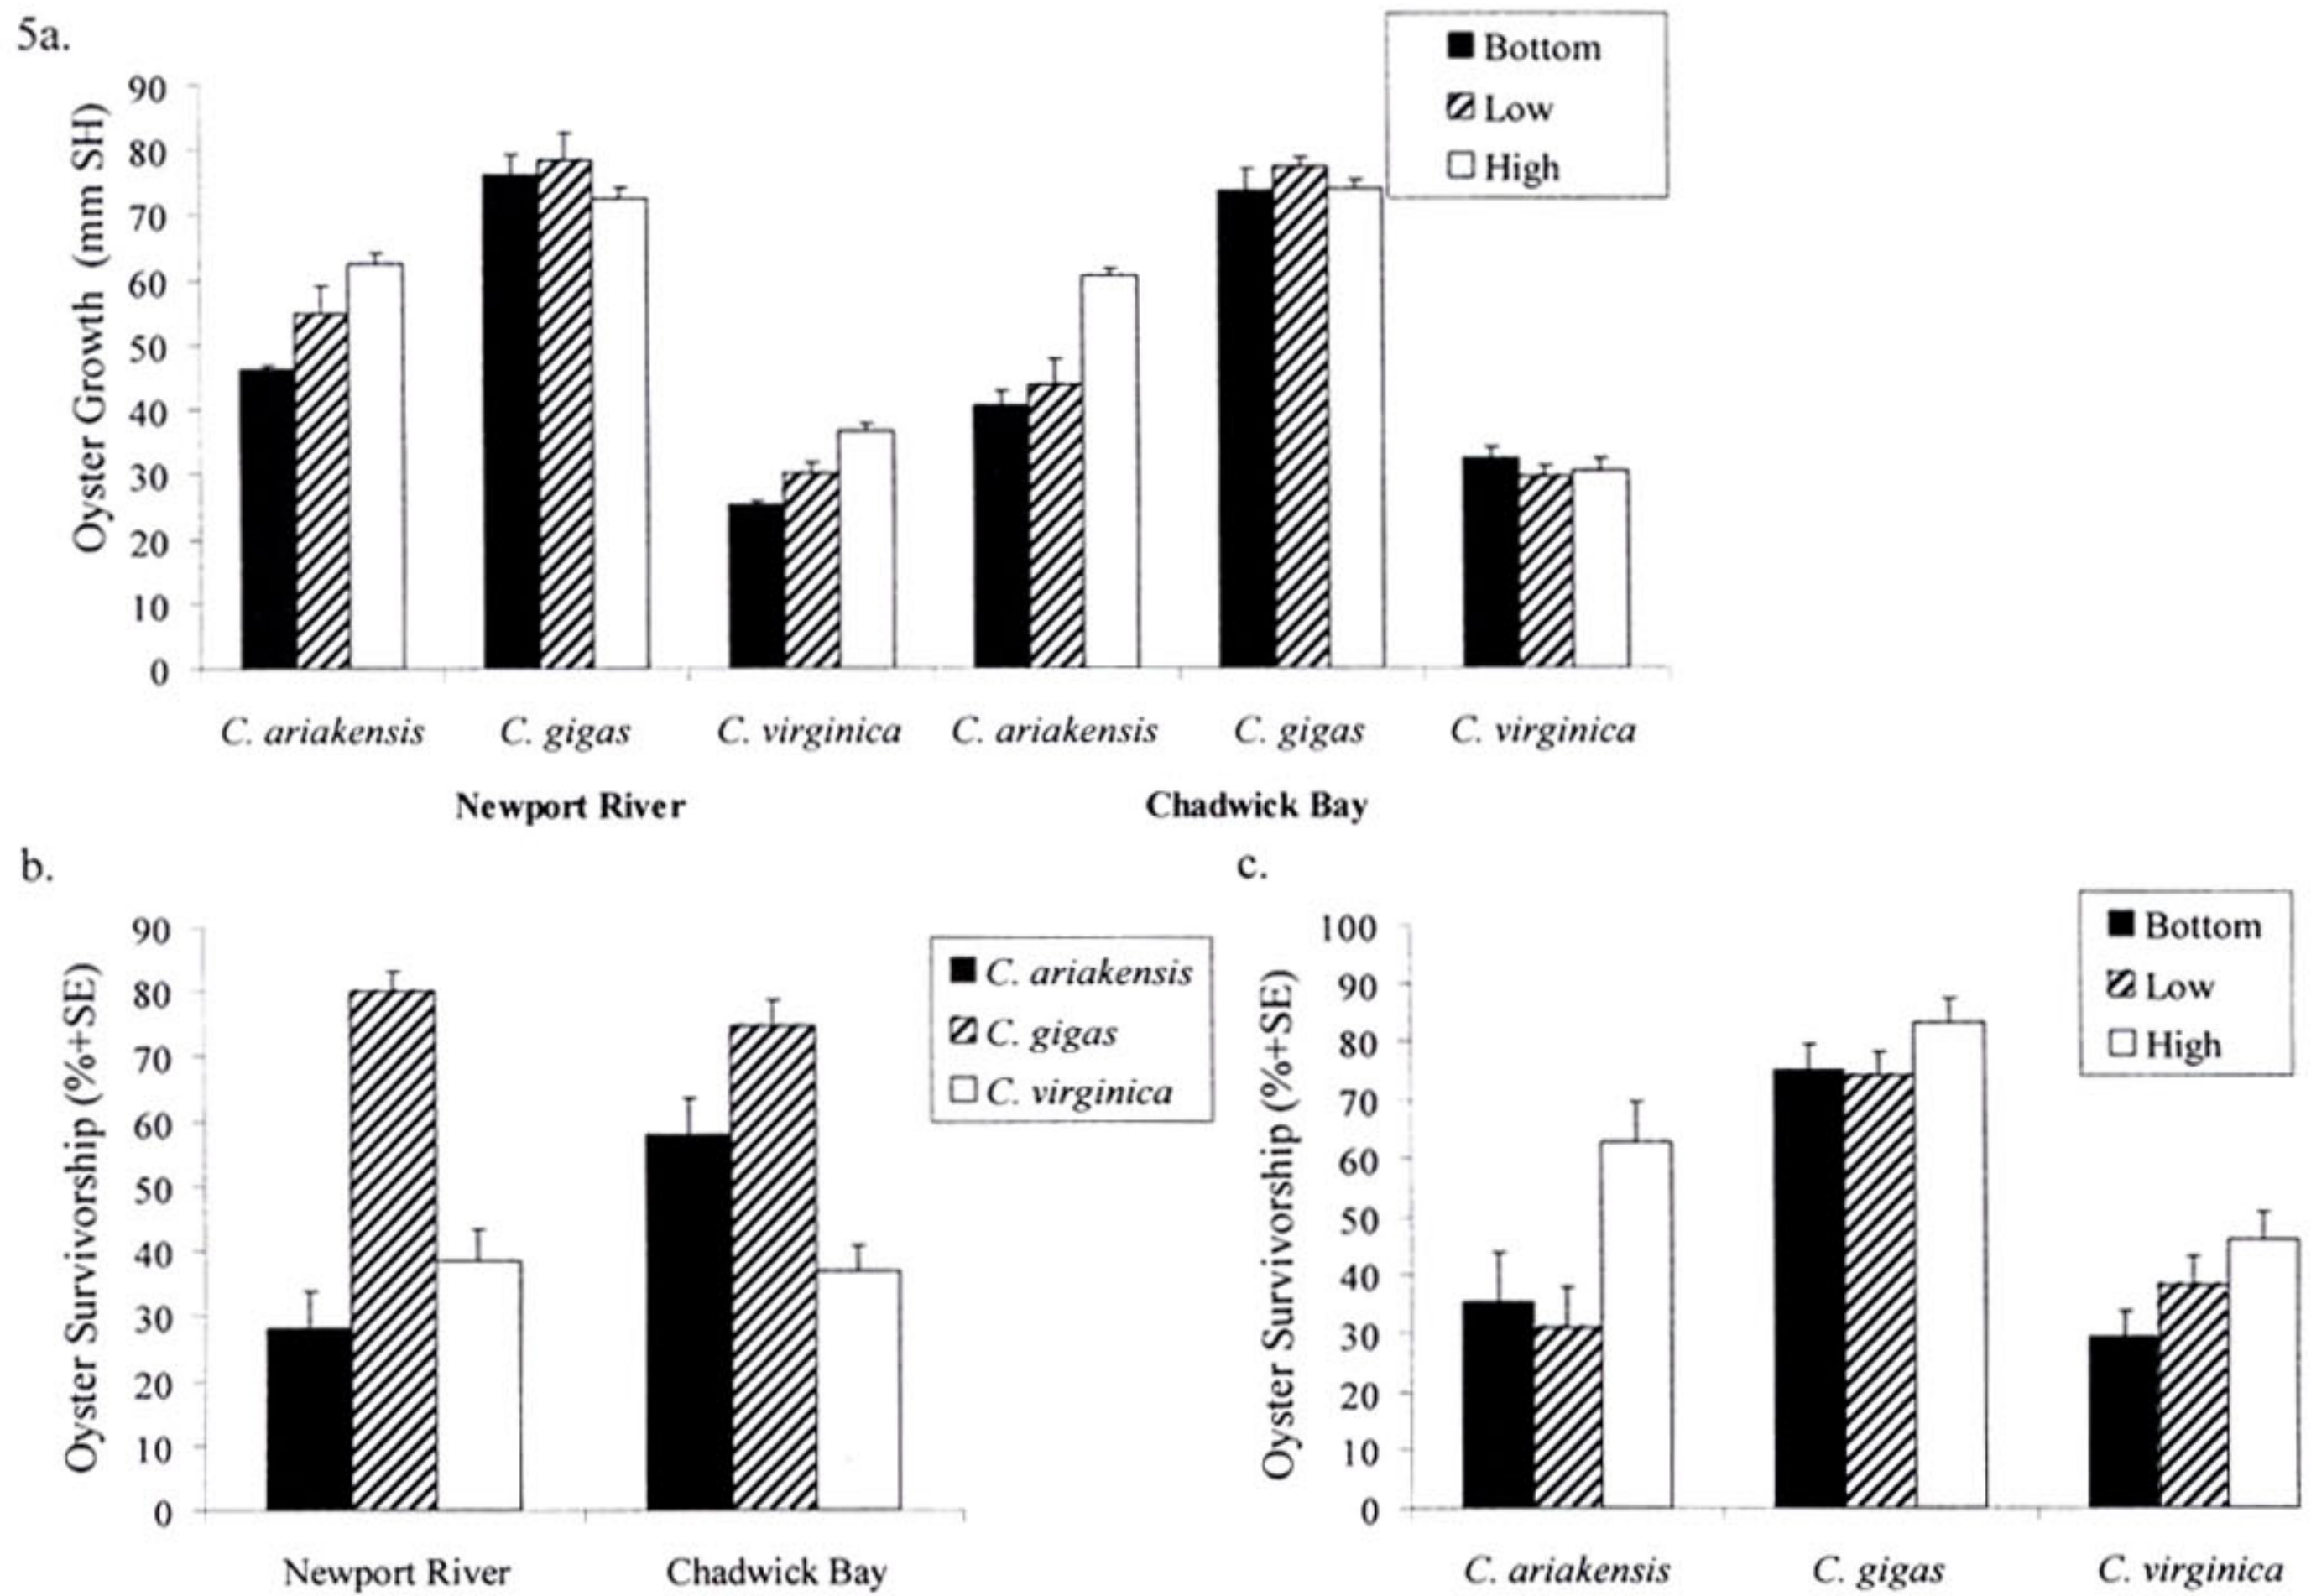 5a.
Bottom
Low
High
Oyster Growth (mm SH)
90
80
70
60
50
40
30
20
10
0
C. ariakensis C. gigas C. virginica C. ariakensis C. gigas C. virginica
Newport River Chadwick Bay
b.
Oyster Survivorship (%+SE)
90
80
70
60
50
40
30
20
10
0
C. ariakensis
C. gigas
C. virginica
Newport River Chadwick Bay
c.
Oyster Survivorship (%+SE)
100
90
80
70
60
50
40
30
20
10
0
Bottom
Low
High
C. ariakensis C. gigas C. virginica